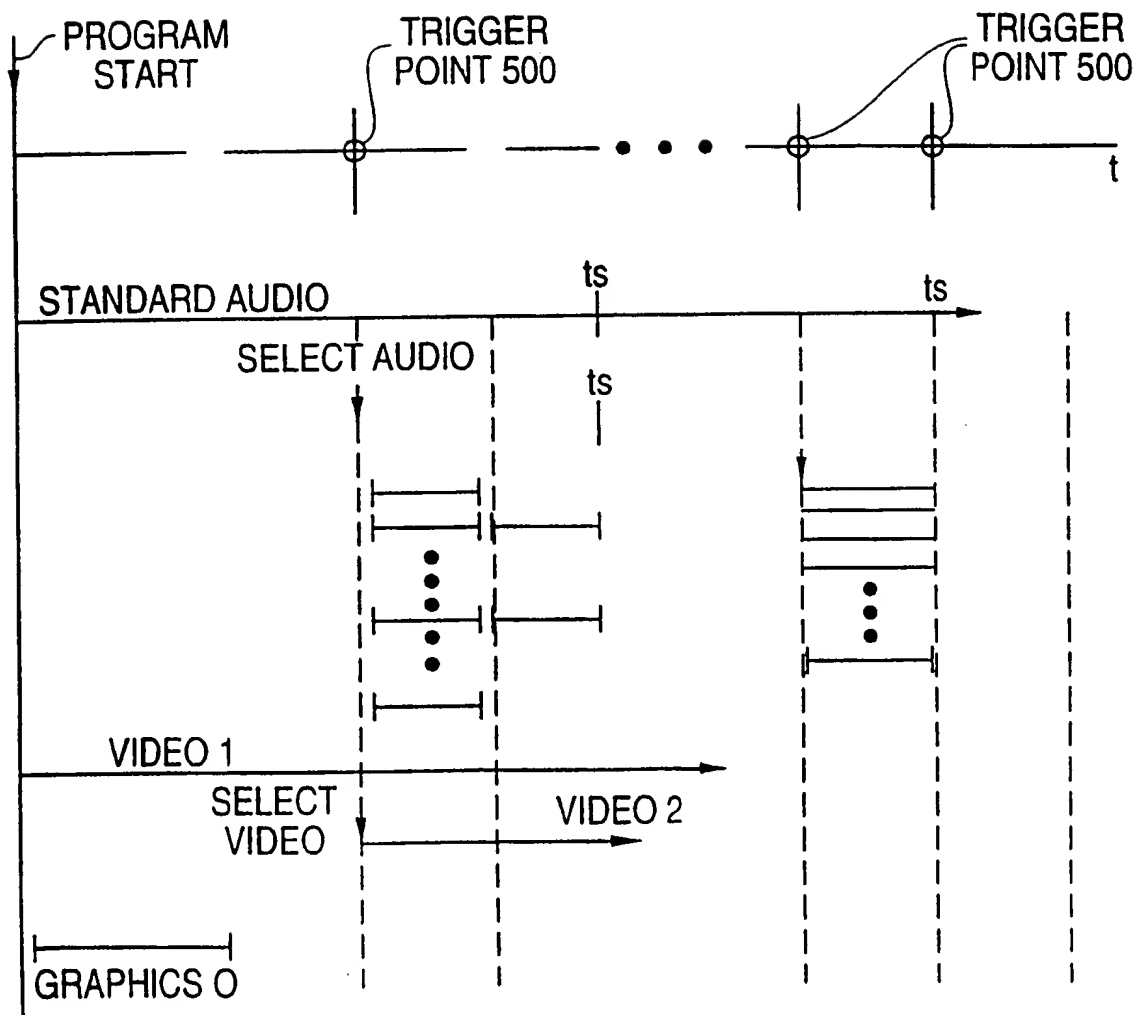 PROGRAM
START
TRIGGER
POINT 500
TRIGGER
POINT 500
t
ts
ts
STANDARD AUDIO
SELECT AUDIO
ts
VIDEO 1
SELECT
VIDEO
VIDEO 2
GRAPHICS O